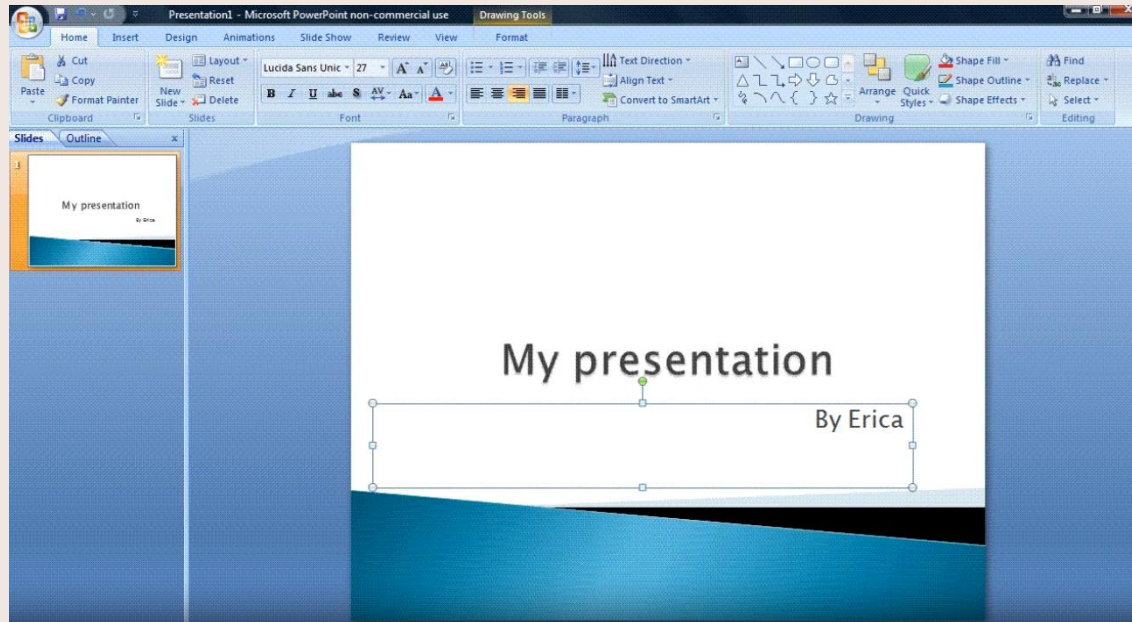 Presentation1 - Microsoft PowerPoint non-commercial use Drawing Tools
Home Insert Design Animations Slide Show Review View Format
Paste
Cut
Copy
Format Painter
Clipboard
New Slide
Layout
Reset
Delete
Slides
Lucida Sans Unic 27 A A
B I U abc S AV Aa A
Font
Text Direction
Align Text
Convert to SmartArt
Paragraph
Arrange
Quick Styles
Shape Fill
Shape Outline
Shape Effects
Drawing
Find
Replace
Select
Editing
Slides Outline x
1
My presentation
By Erica
My presentation
By Erica